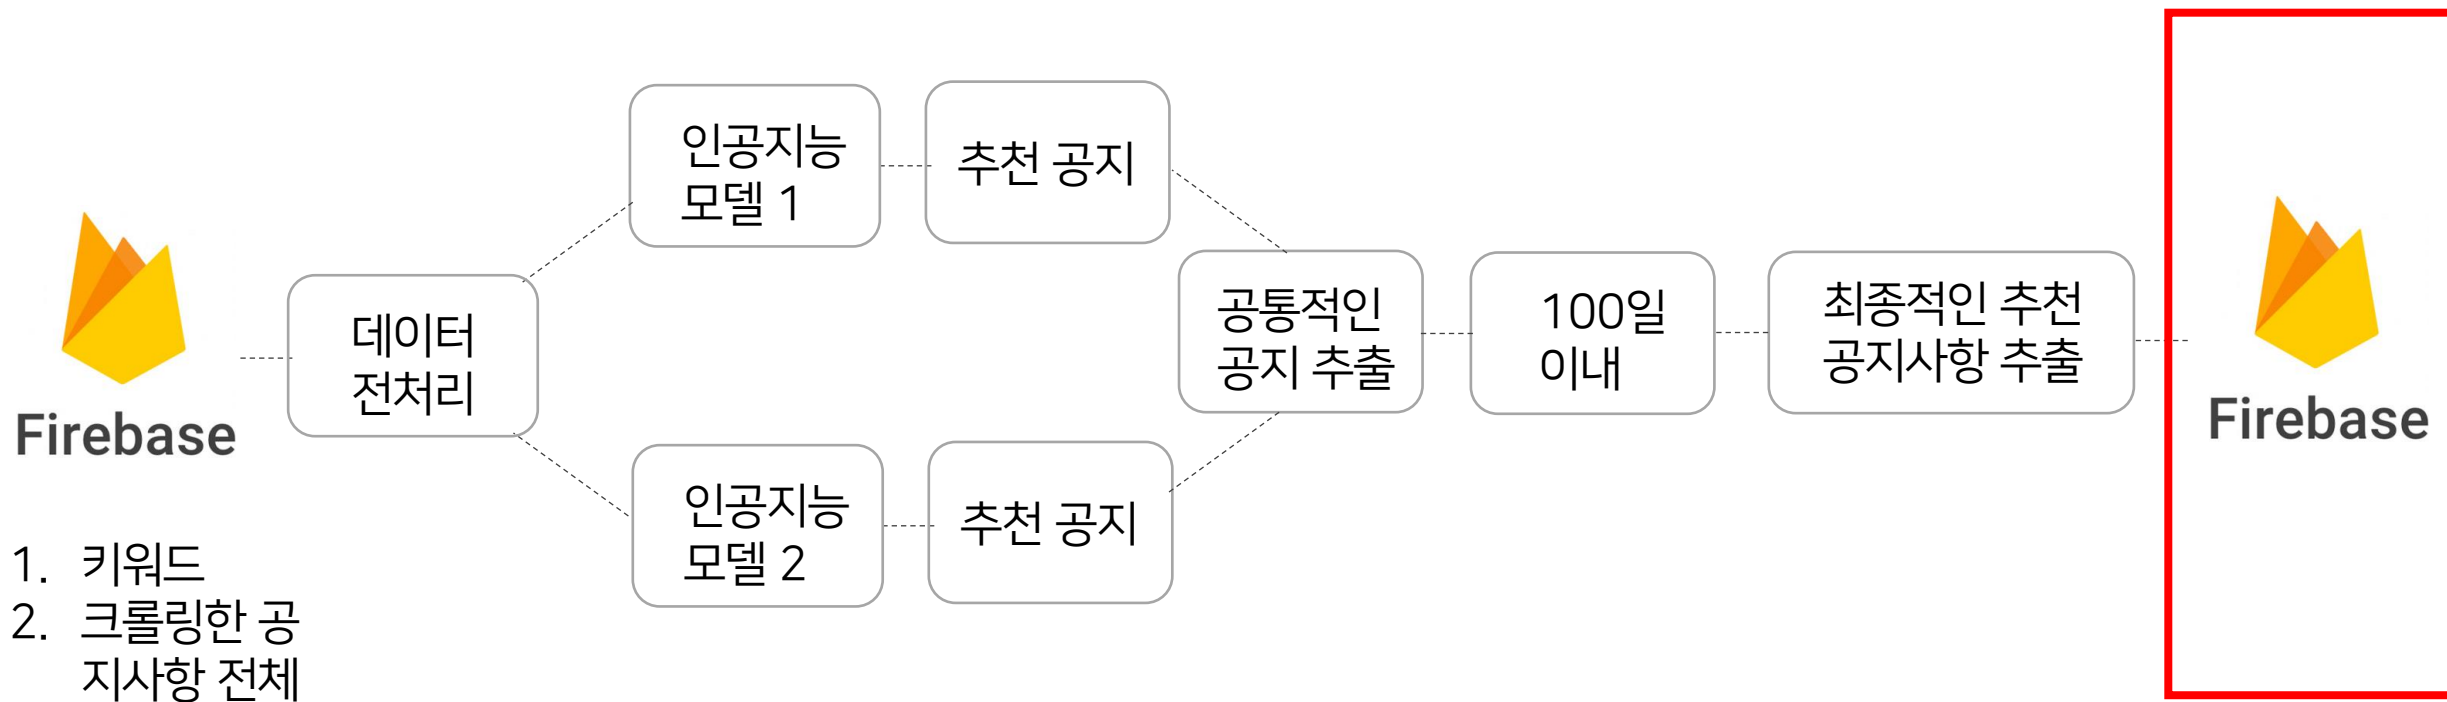 Firebase
1. 키워드
2. 크롤링한 공
지사항 전체
데이터
전처리
인공지능
모델 1
추천 공지
인공지능
모델 2
추천 공지
공통적인
공지 추출
100일
이내
최종적인 추천
공지사항 추출
Firebase